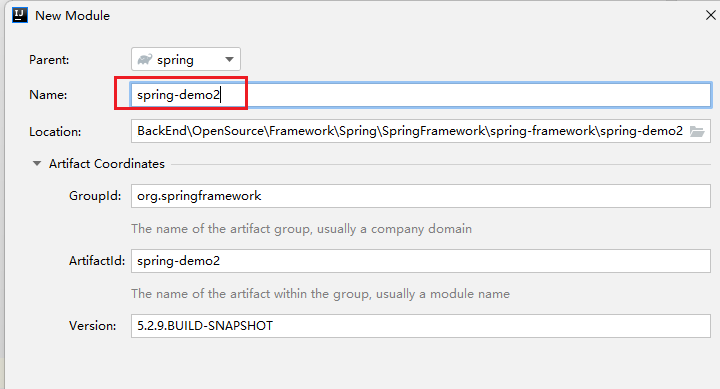 New Module
Parent: spring
Name: spring-demo2
Location: BackEnd\OpenSource\Framework\Spring\SpringFramework\spring-framework\spring-demo2
Artifact Coordinates
GroupId: org.springframework
The name of the artifact group, usually a company domain
ArtifactId: spring-demo2
The name of the artifact within the group, usually a module name
Version: 5.2.9.BUILD-SNAPSHOT